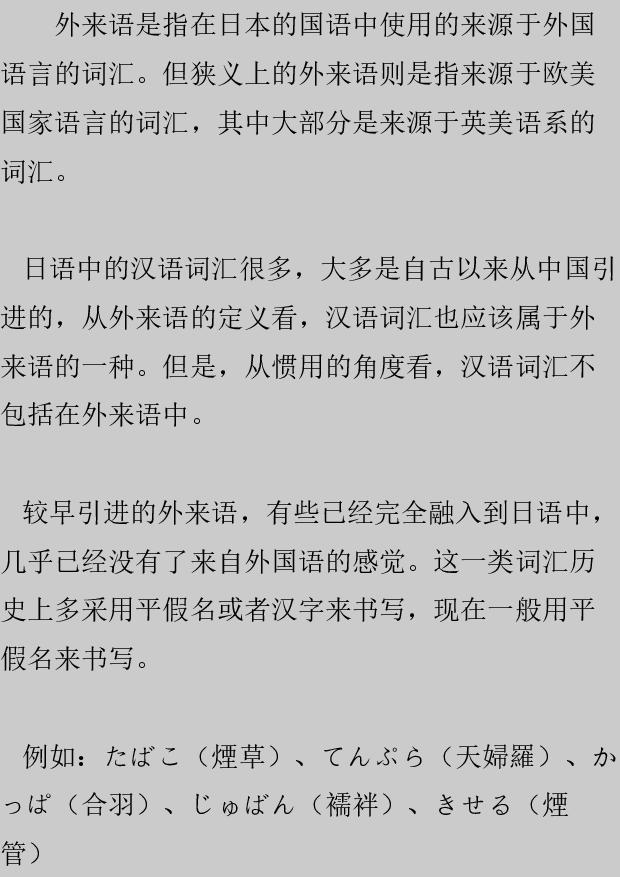 外来语是指在日本的国语中使用的来源于外国
语言的词汇。但狭义上的外来语则是指来源于欧美
国家语言的词汇，其中大部分是来源于英美语系的
词汇。
日语中的汉语词汇很多，大多是自古以来从中国引
进的，从外来语的定义看，汉语词汇也应该属于外
来语的一种。但是，从惯用的角度看，汉语词汇不
包括在外来语中。
较早引进的外来语，有些已经完全融入到日语中，
几乎已经没有了来自外国语的感觉。这一类词汇历
史上多采用平假名或者汉字来书写，现在一般用平
假名来书写。
例如：たばこ（煙草）、てんぷら（天婦羅）、か
っぱ（合羽）、じゅばん（襦袢）、きせる（煙
管）